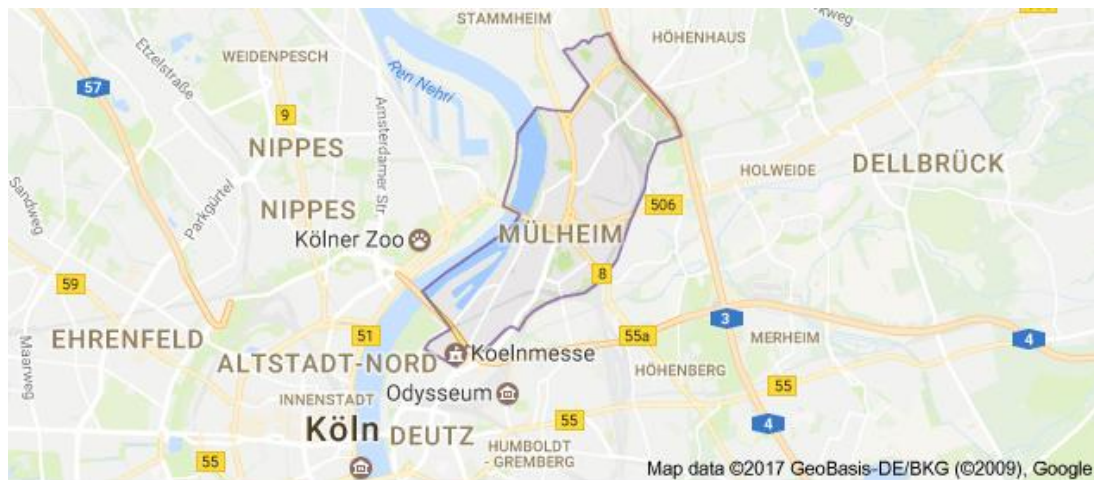 STAMMHEIM
HÖHENHAUS
Etzelstraße
WEIDENPESCH
Ren Nehri
57
9
Amsterdamer Str
NIPPES
HOLWEIDE
DELLBRÜCK
Sandweg
Parkgürtel
NIPPES
506
Kölner Zoo
MÜLHEIM
59
8
51
55a
3
EHRENFELD
MERHEIM
4
Maarweg
ALTSTADT-NORD
Koelnmesse
HÖHENBERG
Odysseum
55
INNENSTADT
Köln
DEUTZ
55
4
HUMBOLDT
- GREMBERG
55
Map data ©2017 GeoBasis-DE/BKG (©2009), Google